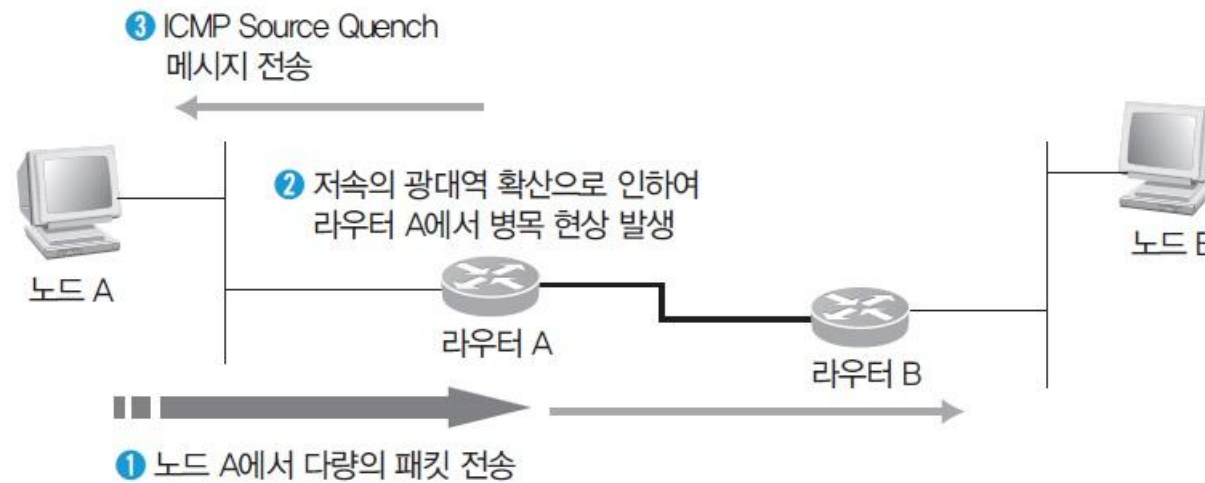 ❸ ICMP Source Quench
메시지 전송
❷ 저속의 광대역 확산으로 인하여
라우터 A에서 병목 현상 발생
노드 A
노드 B
라우터 A
라우터 B
❶ 노드 A에서 다량의 패킷 전송